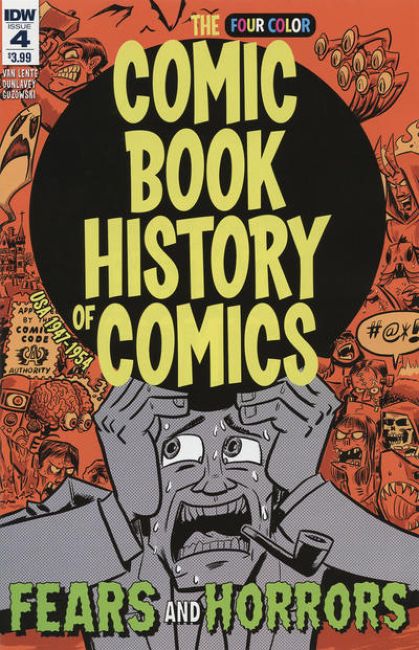 IDW
ISSUE
4
$3.99
VAN LENTE
DUNLAVEY
GUZOWSKI
THE FOUR COLOR
COMIC
BOOK
HISTORY
OF COMICS
USA 1947-1954
APPROVED
BY THE
COMICS
CODE
AUTHORITY
#@*!
FEARS AND HORRORS